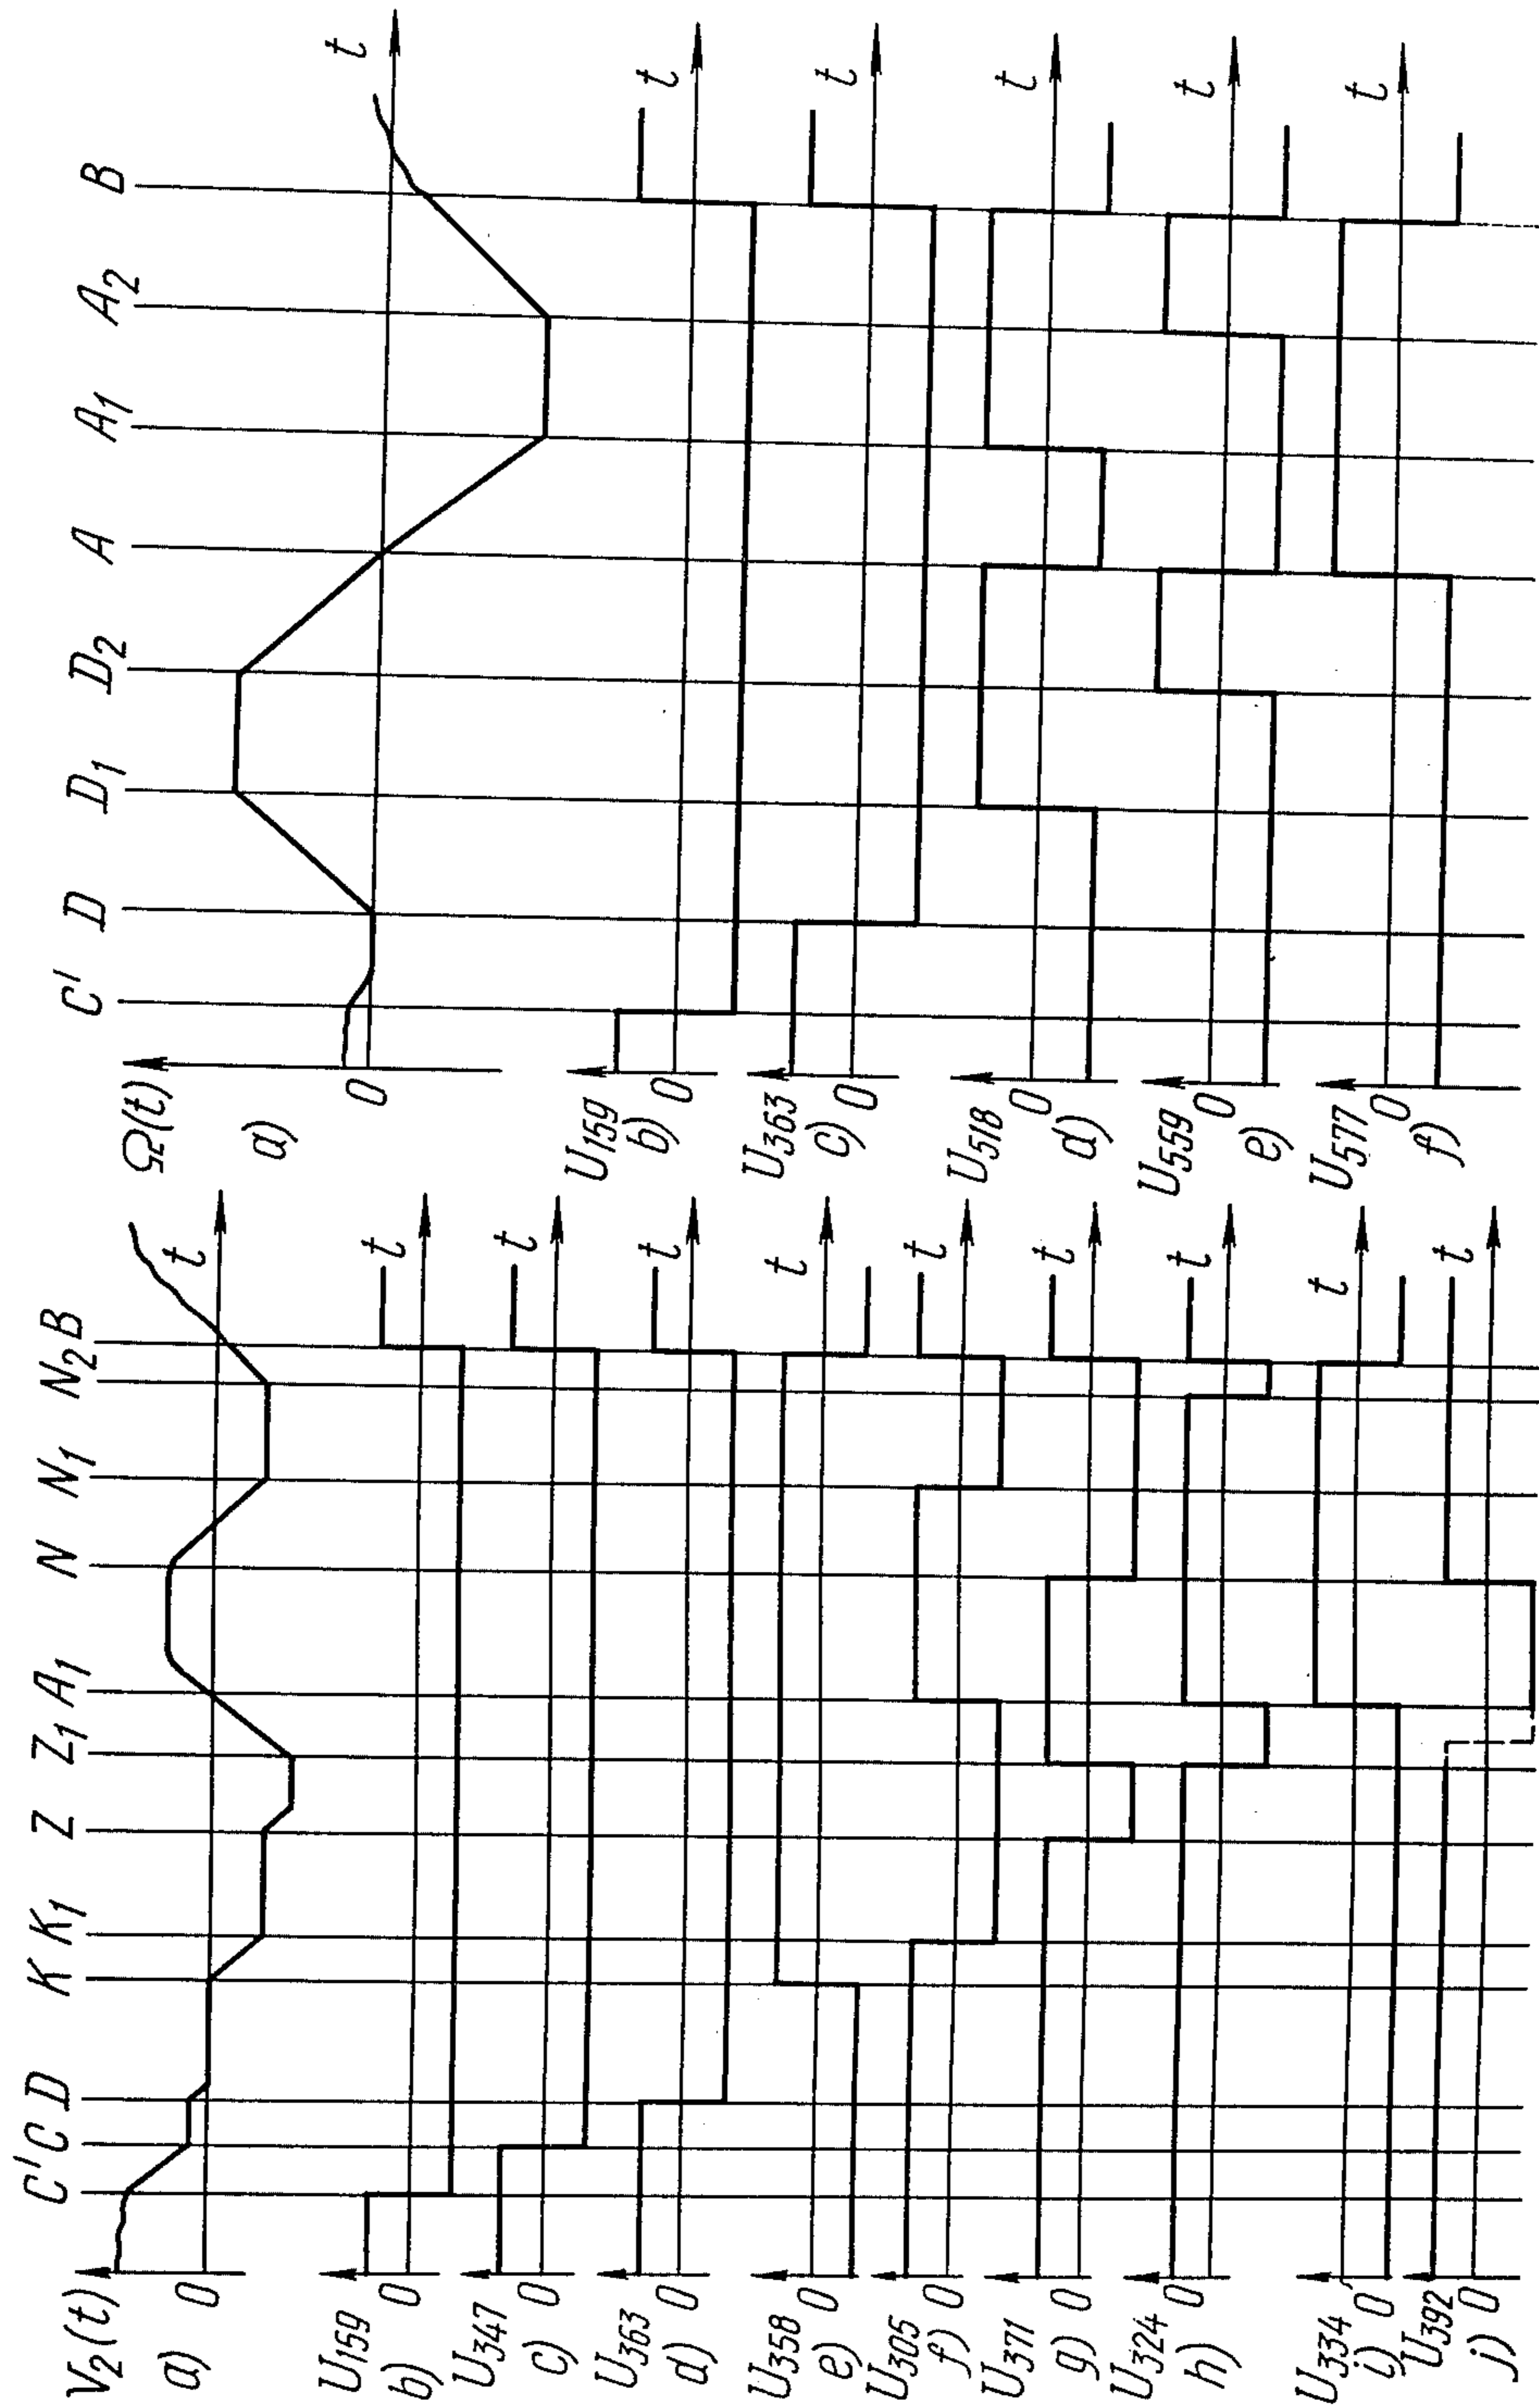 V2(t)
a)
0
C' C D K K1 Z Z1 A1 N N1 N2 B
t
U159
b)
0
t
U347
c)
0
t
U363
d)
0
t
U358
e)
0
t
U305
f)
0
t
U371
g)
0
t
U324
h)
0
t
U334
i)
0
t
U392
j)
0
t
Ω(t)
a)
0
C' D D1 D2 A A1 A2 B
t
U159
b)
0
t
U363
c)
0
t
U518
d)
0
t
U559
e)
0
t
U577
f)
0
t